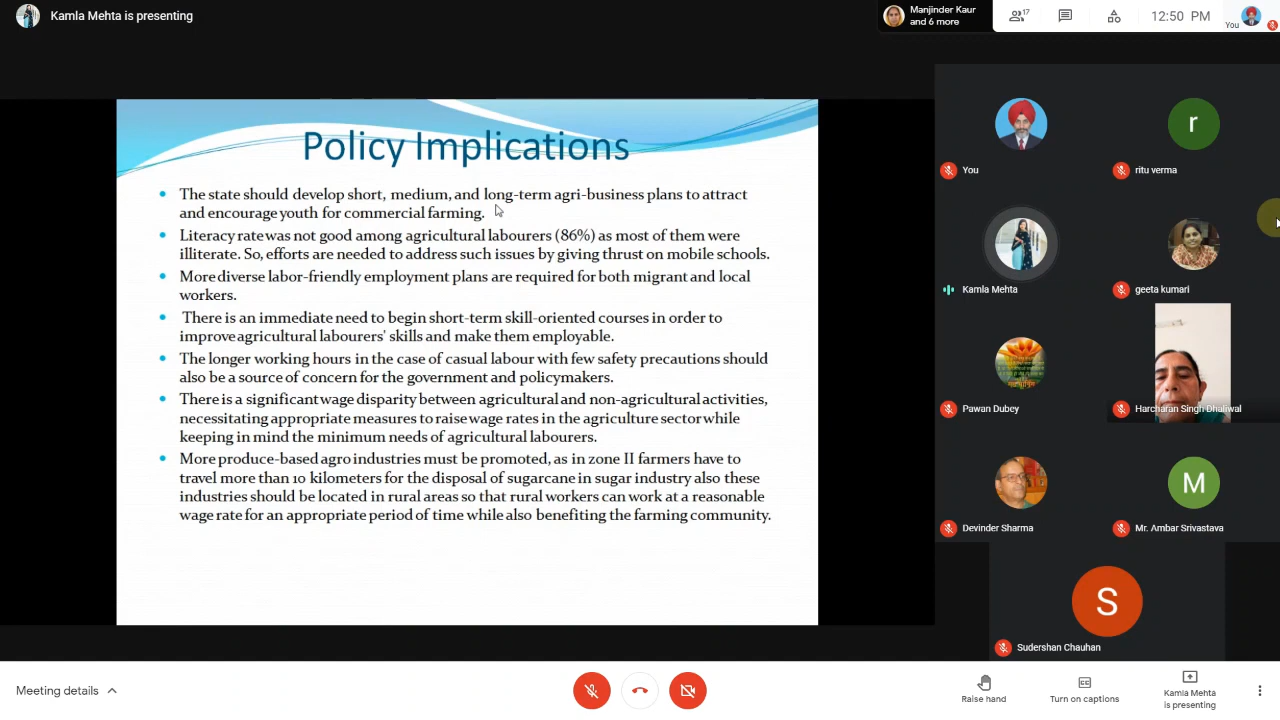 Kamla Mehta is presenting
Manjinder Kaur
and 6 more
17
12:50 PM
You
Policy Implications
• The state should develop short, medium, and long-term agri-business plans to attract
and encourage youth for commercial farming.
• Literacy rate was not good among agricultural labourers (86%) as most of them were
illiterate. So, efforts are needed to address such issues by giving thrust on mobile schools.
• More diverse labor-friendly employment plans are required for both migrant and local
workers.
• There is an immediate need to begin short-term skill-oriented courses in order to
improve agricultural labourers' skills and make them employable.
• The longer working hours in the case of casual labour with few safety precautions should
also be a source of concern for the government and policymakers.
• There is a significant wage disparity between agricultural and non-agricultural activities,
necessitating appropriate measures to raise wage rates in the agriculture sector while
keeping in mind the minimum needs of agricultural labourers.
• More produce-based agro industries must be promoted, as in zone II farmers have to
travel more than 10 kilometers for the disposal of sugarcane in sugar industry also these
industries should be located in rural areas so that rural workers can work at a reasonable
wage rate for an appropriate period of time while also benefiting the farming community.
You
r
ritu verma
Kamla Mehta
geeta kumari
Pawan Dubey
Harcharan Singh Dhaliwal
Devinder Sharma
M
Mr. Ambar Srivastava
S
Sudershan Chauhan
Meeting details
Raise hand
CC
Turn on captions
Kamla Mehta
is presenting